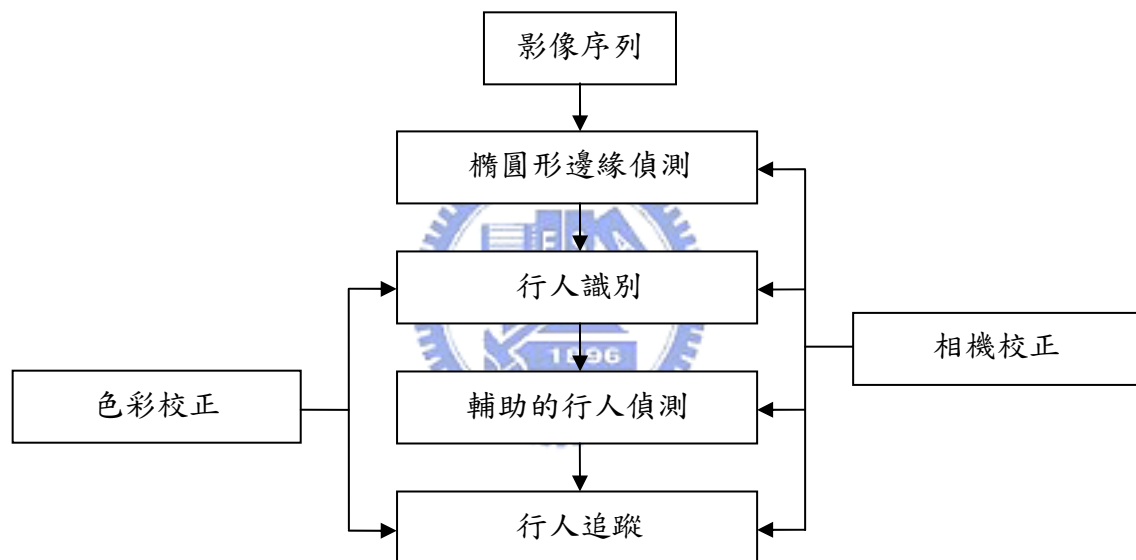 影像序列
橢圓形邊緣偵測
行人識別
相機校正
1896
色彩校正
輔助的行人偵測
行人追蹤